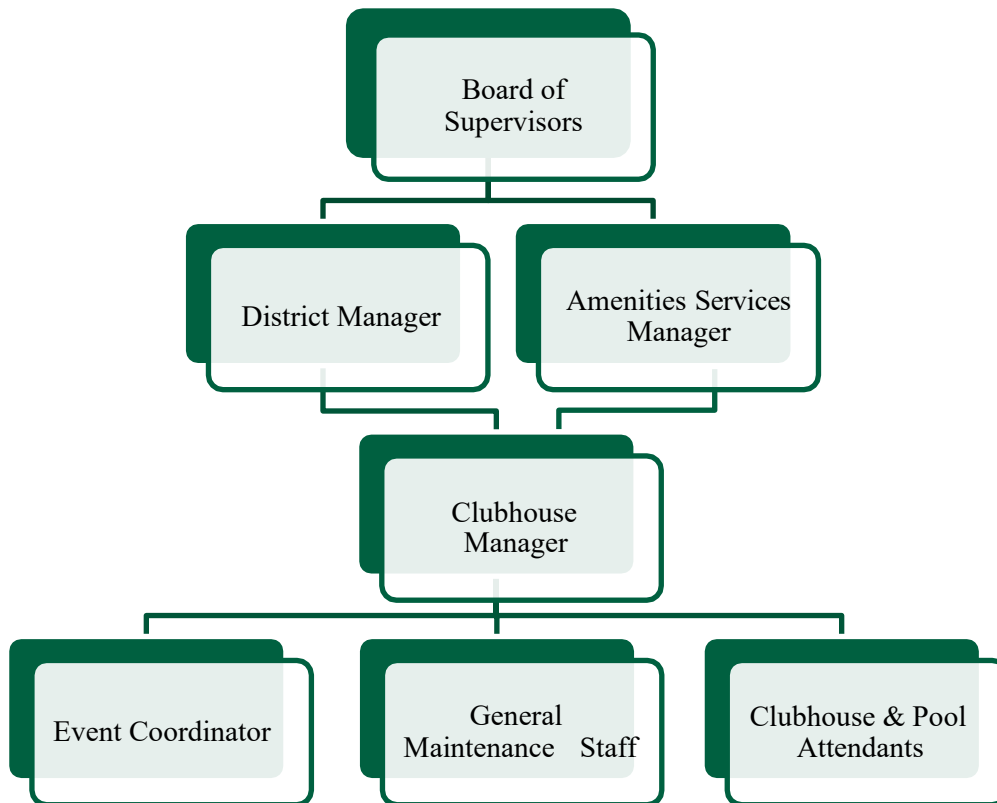 Board of
Supervisors
District Manager
Amenities Services
Manager
Clubhouse
Manager
Event Coordinator
General
Maintenance Staff
Clubhouse & Pool
Attendants